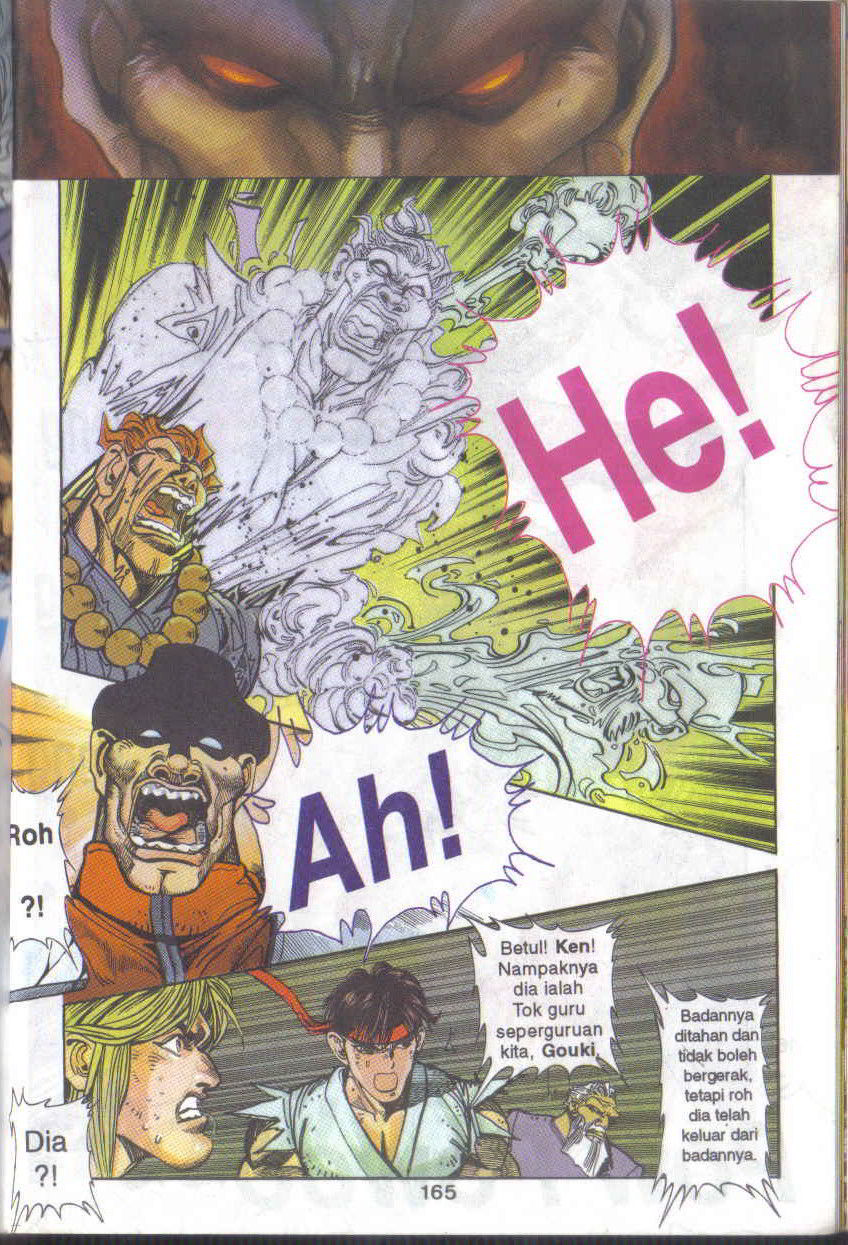 He!
Ah!
Roh
?!
Betul! Ken!
Nampaknya
dia ialah
Tok guru
seperguruan
kita, Gouki.
Badannya
ditahan dan
tidak boleh
bergerak,
tetapi roh
dia telah
keluar dari
badannya.
Dia
?!
165